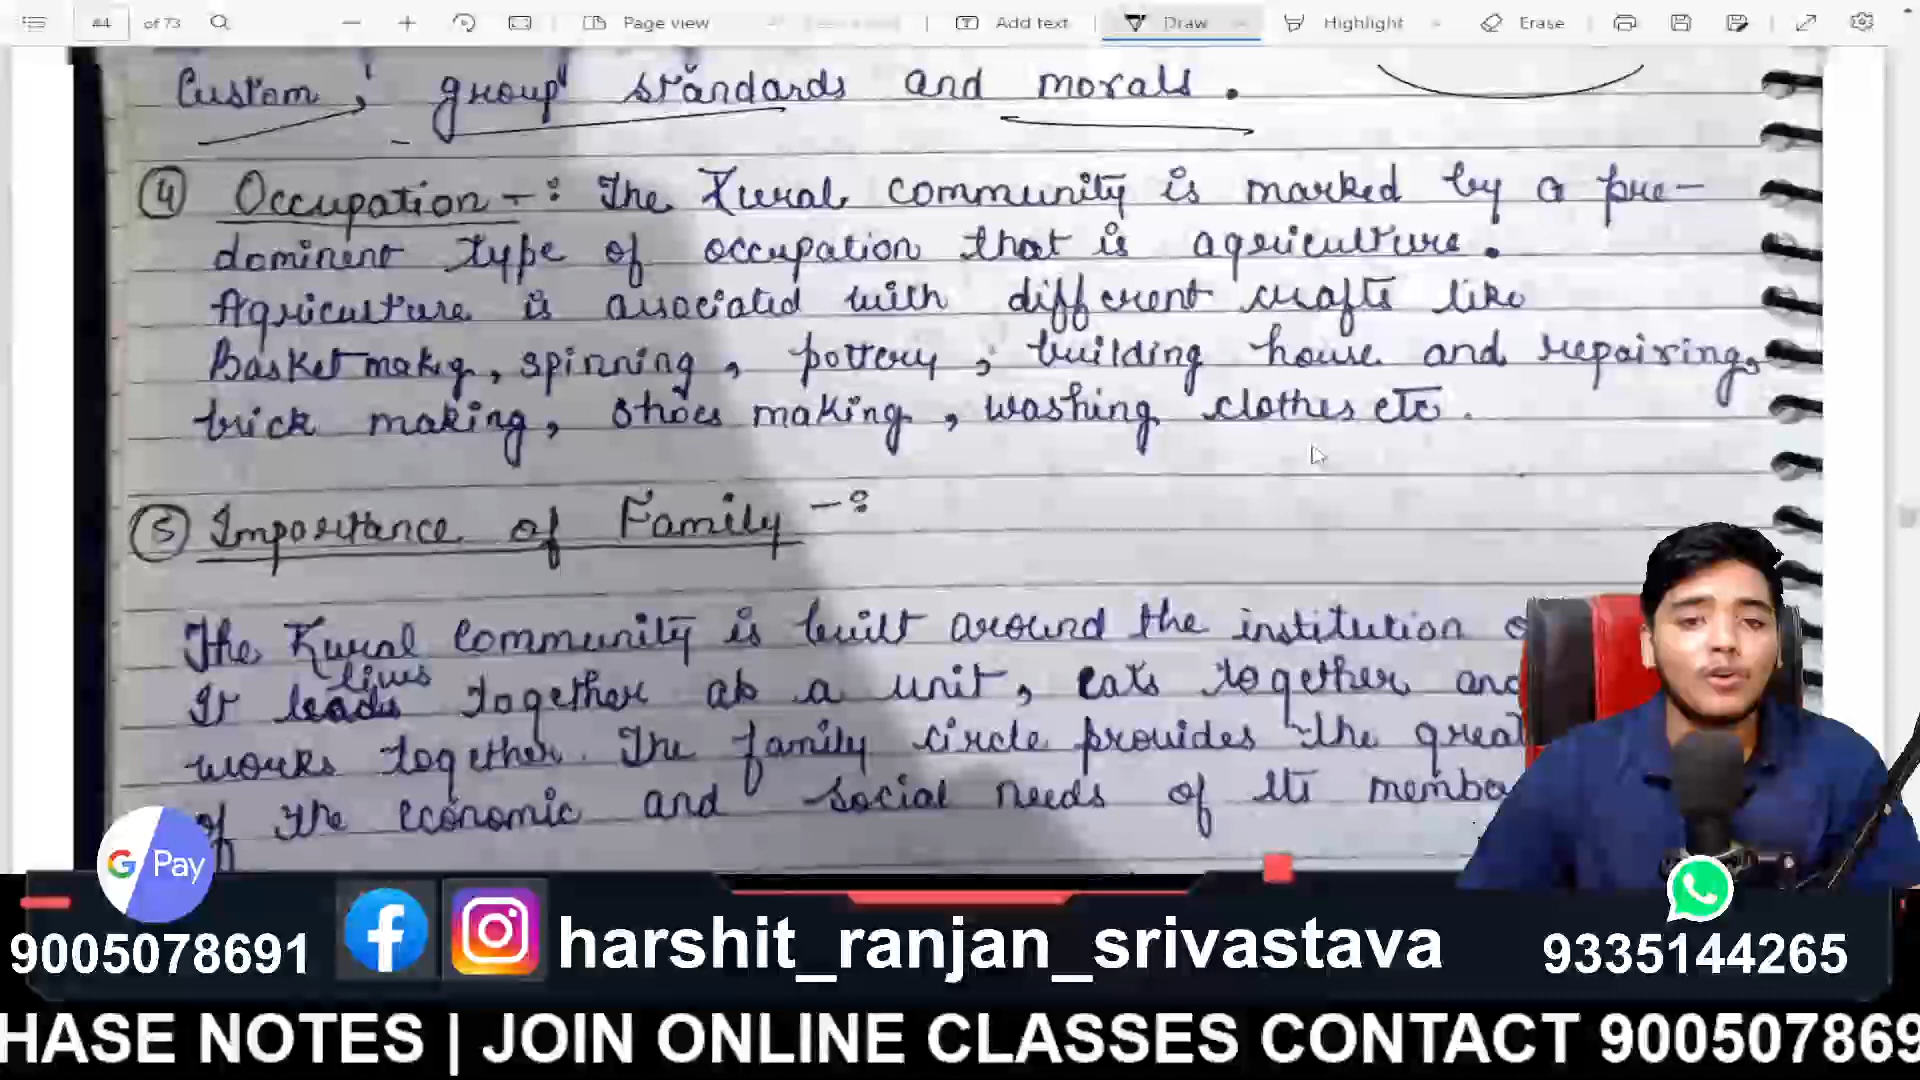 44 of 73 Page view Add text Draw Highlight Erase
Custom, group standards and morals.
④ Occupation -: The Rural community is marked by a pre-
dominent type of occupation that is agriculture.
Agriculture is associated with different crafts like
Basket makig, spinning, pottery, building house and repairing,
brick making, shoes making, washing clothes etc.
⑤ Importance of Family -:
The Rural Community is built around the institution
lives
It leads together as a unit, eats together and
works together. The family circle provides the great
of the economic and social needs of its membe
G Pay
9005078691 harshit_ranjan_srivastava 9335144265
HASE NOTES | JOIN ONLINE CLASSES CONTACT 900507869